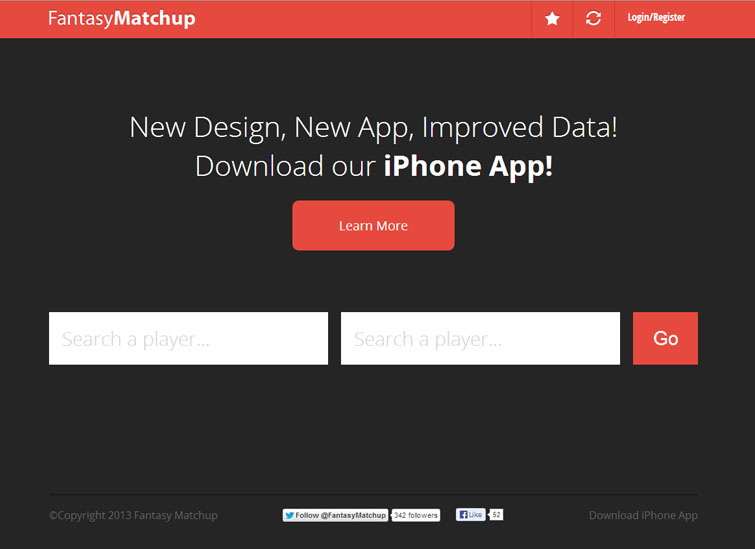 FantasyMatchup
Login/Register
New Design, New App, Improved Data!
Download our iPhone App!
Learn More
Search a player...
Search a player...
Go
©Copyright 2013 Fantasy Matchup
Follow @FantasyMatchup
342 followers
Like
52
Download iPhone App